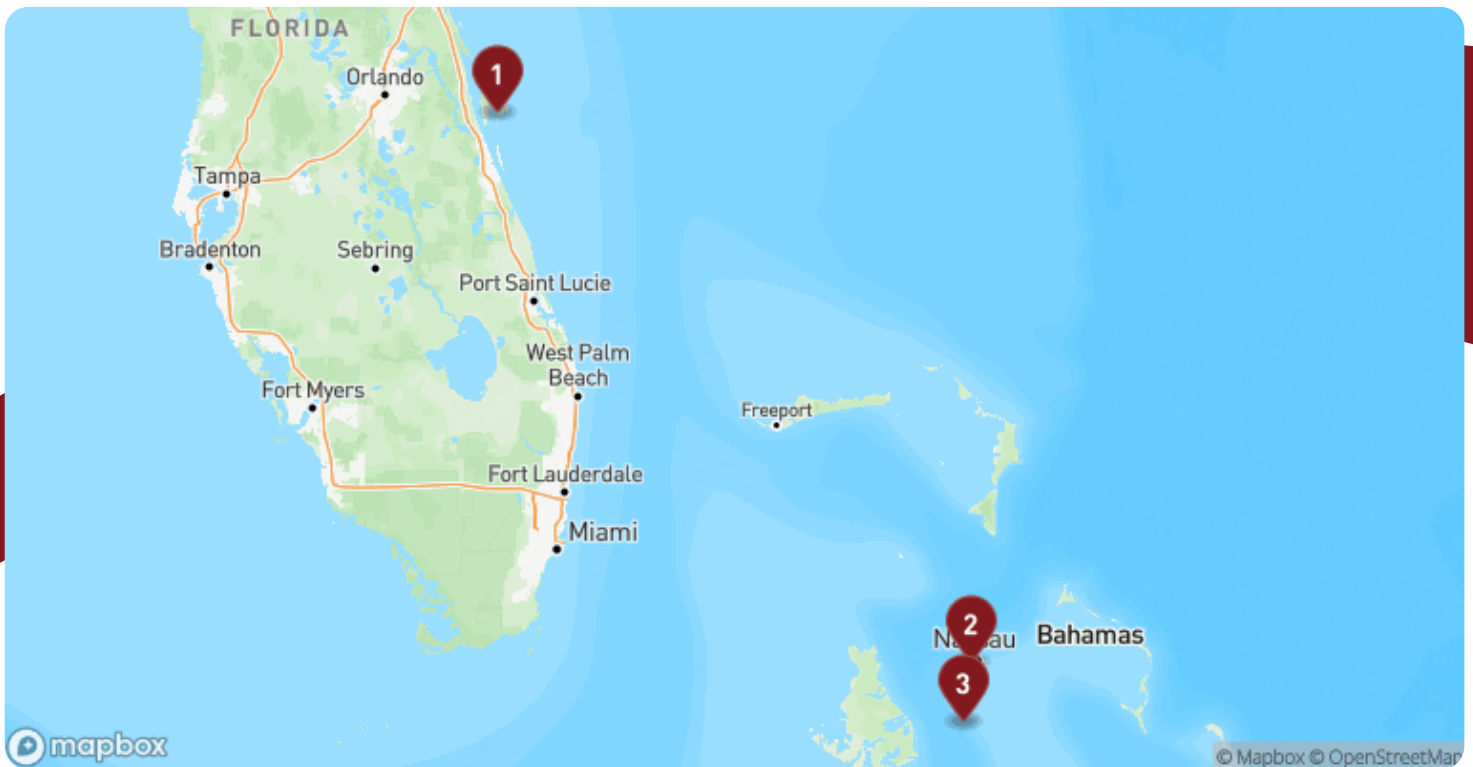 FLORIDA
1
Orlando
Tampa
Bradenton
Sebring
Port Saint Lucie
West Palm
Beach
Fort Myers
Freeport
Fort Lauderdale
Miami
2
Bahamas
3
mapbox
© Mapbox © OpenStreetMap